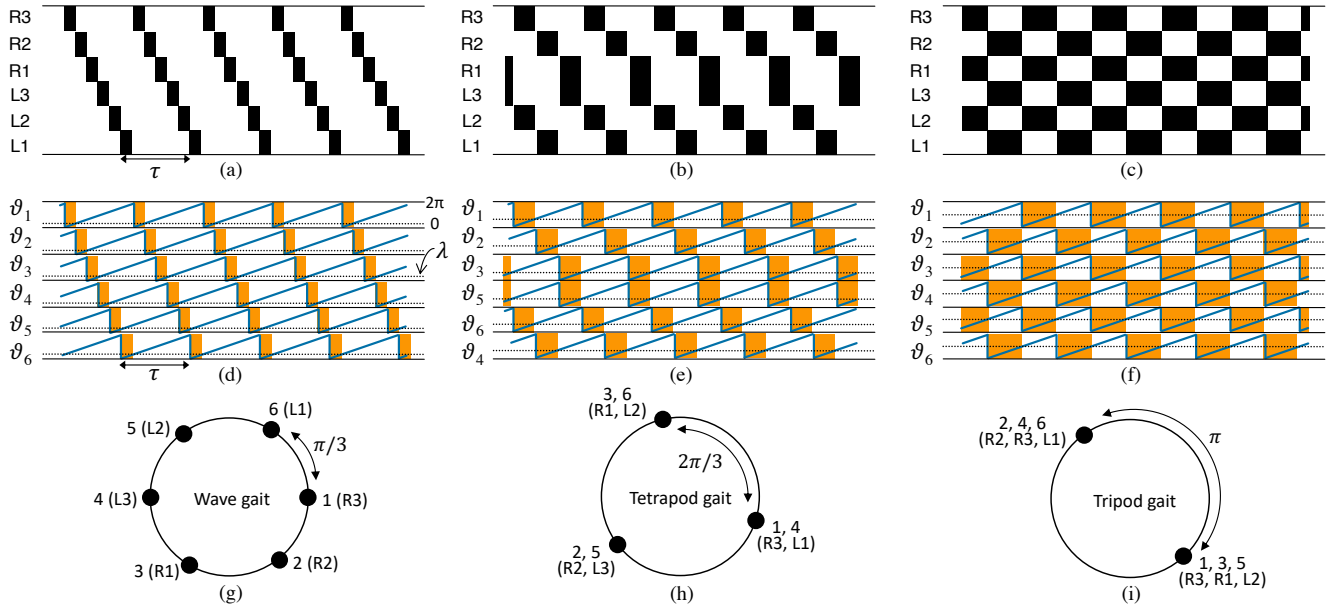 R3
R2
R1
L3
L2
L1
τ
(a)
R3
R2
R1
L3
L2
L1
(b)
R3
R2
R1
L3
L2
L1
(c)
ϑ1
ϑ2
ϑ3
ϑ4
ϑ5
ϑ6
2π
0
λ
τ
(d)
ϑ1
ϑ2
ϑ3
ϑ5
ϑ6
ϑ4
(e)
ϑ1
ϑ2
ϑ3
ϑ4
ϑ5
ϑ6
(f)
6 (L1)
5 (L2)
π/3
4 (L3)
Wave gait
1 (R3)
3 (R1)
2 (R2)
(g)
3, 6
(R1, L2)
2π/3
Tetrapod gait
1, 4
(R3, L1)
2, 5
(R2, L3)
(h)
2, 4, 6
(R2, R3, L1)
π
Tripod gait
1, 3, 5
(R3, R1, L2)
(i)